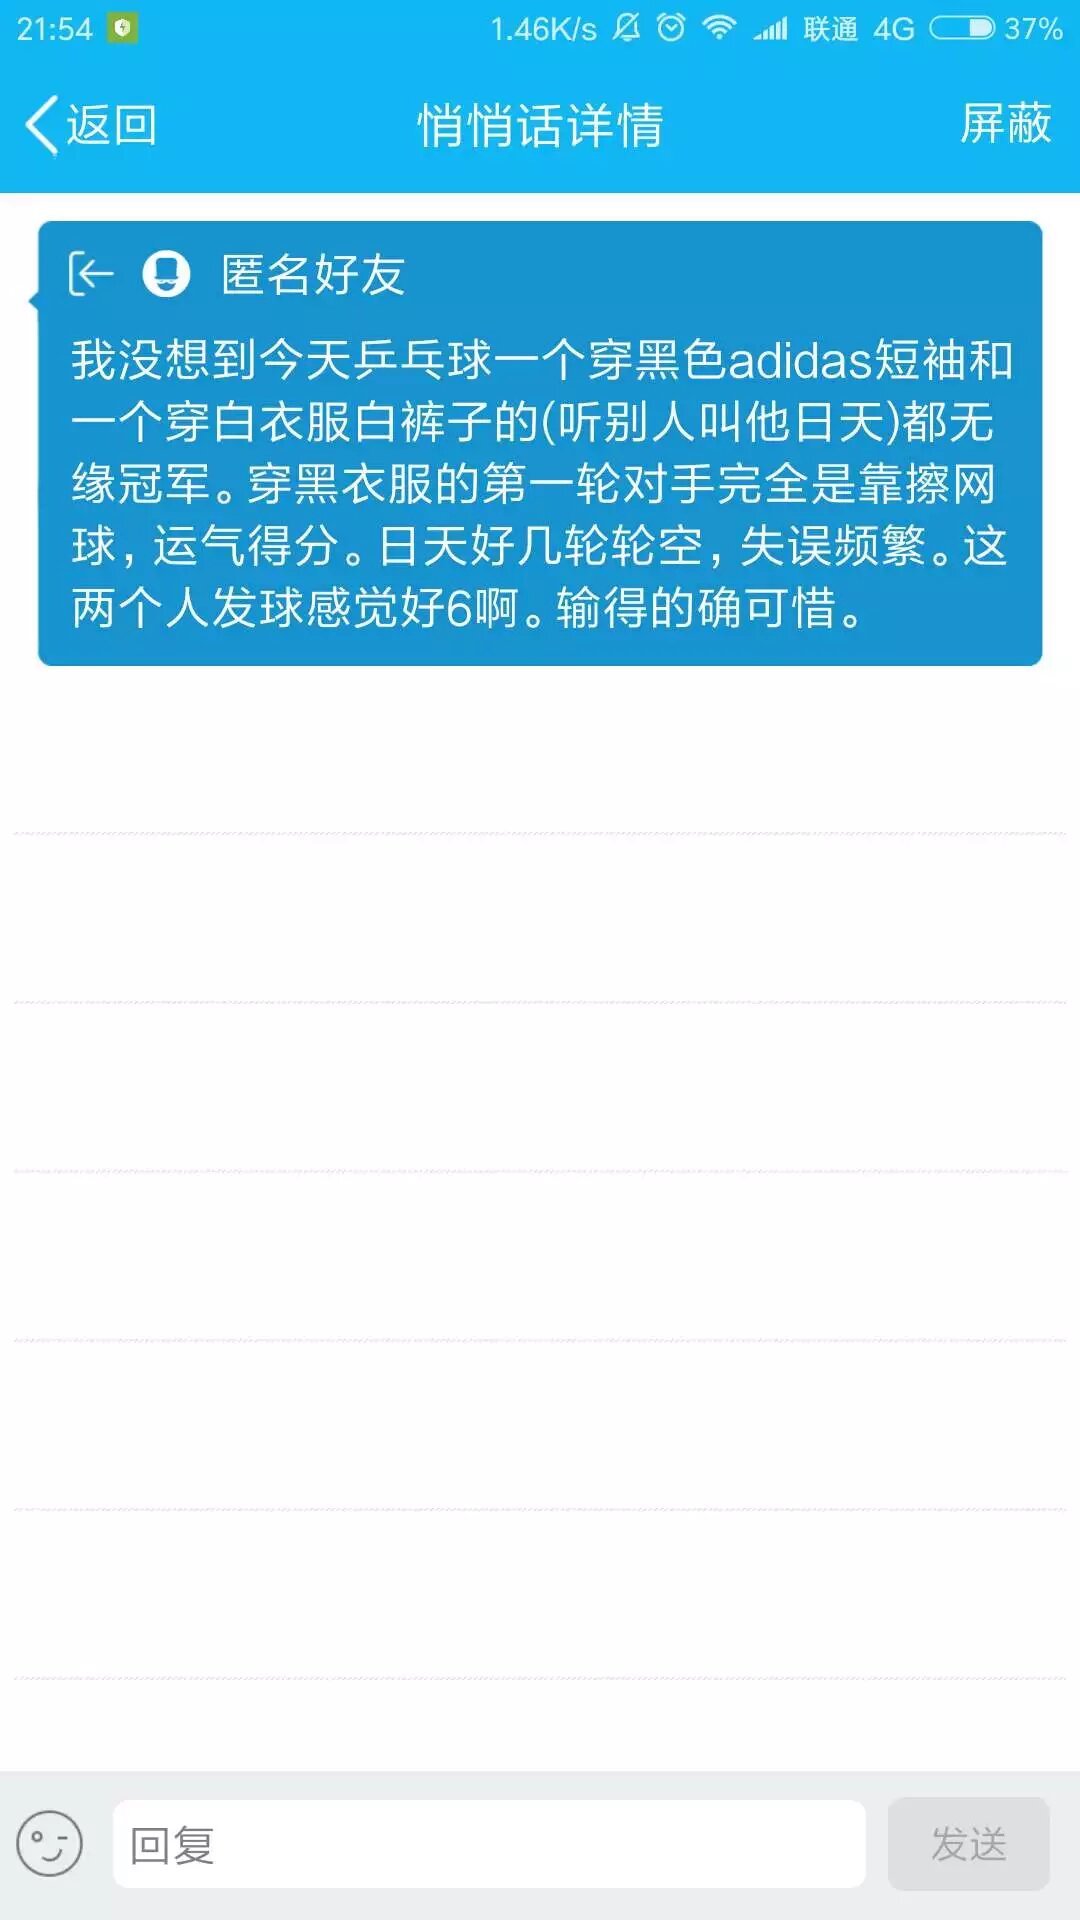 21:54 1.46K/s 联通 4G 37%
返回 悄悄话详情 屏蔽
匿名好友
我没想到今天乒乓球一个穿黑色adidas短袖和
一个穿白衣服白裤子的(听别人叫他日天)都无
缘冠军。穿黑衣服的第一轮对手完全是靠擦网
球，运气得分。日天好几轮轮空，失误频繁。这
两个人发球感觉好6啊。输得的确可惜。
回复 发送